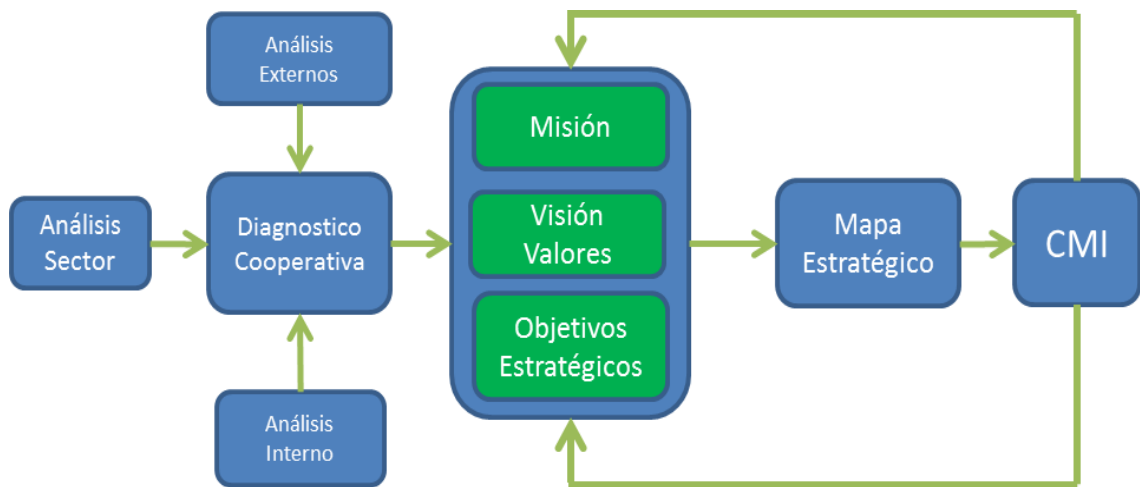 Análisis
Externos
Análisis
Sector
Diagnostico
Cooperativa
Análisis
Interno
Misión
Visión
Valores
Objetivos
Estratégicos
Mapa
Estratégico
CMI